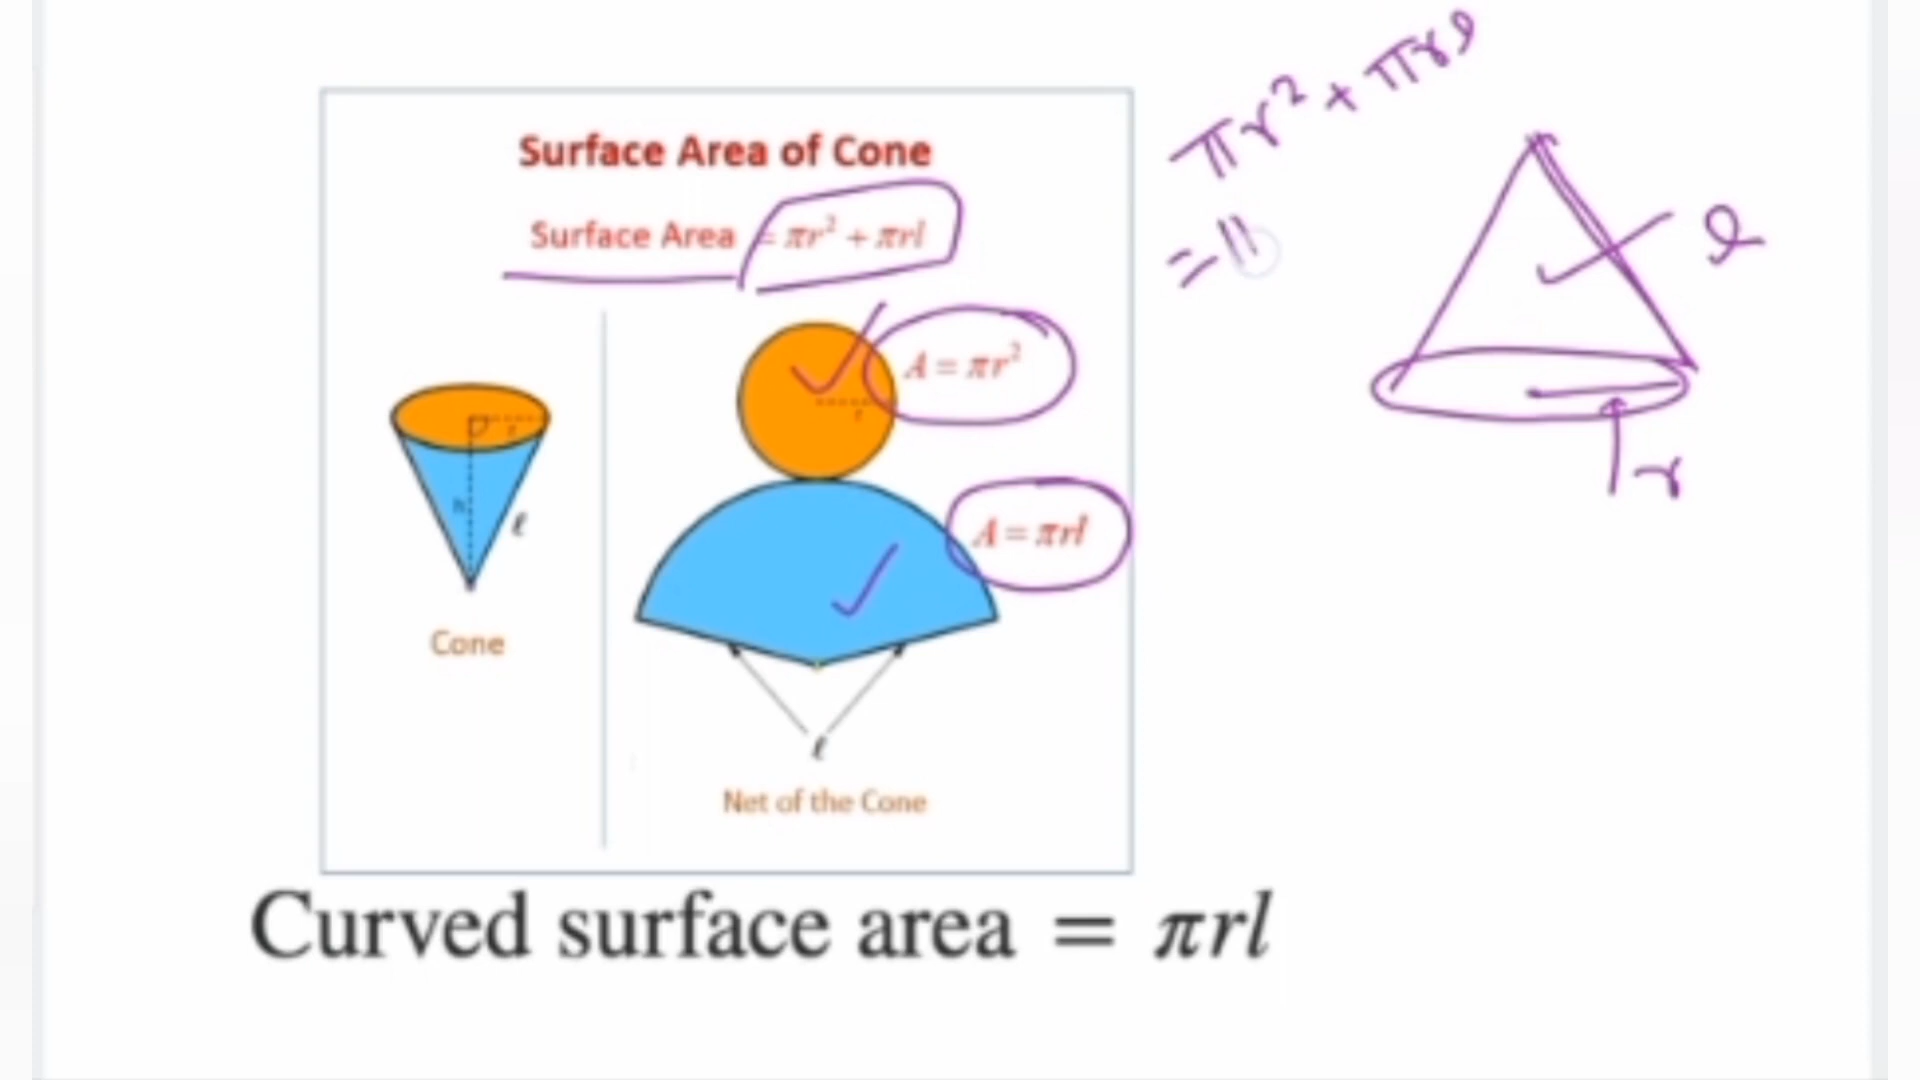 Surface Area of Cone
Surface Area = πr² + πrl
A = πr²
r
r
h
ℓ
A = πrl
Cone
ℓ
Net of the Cone
Curved surface area = πrl
πr² + πrl
= π
l
r